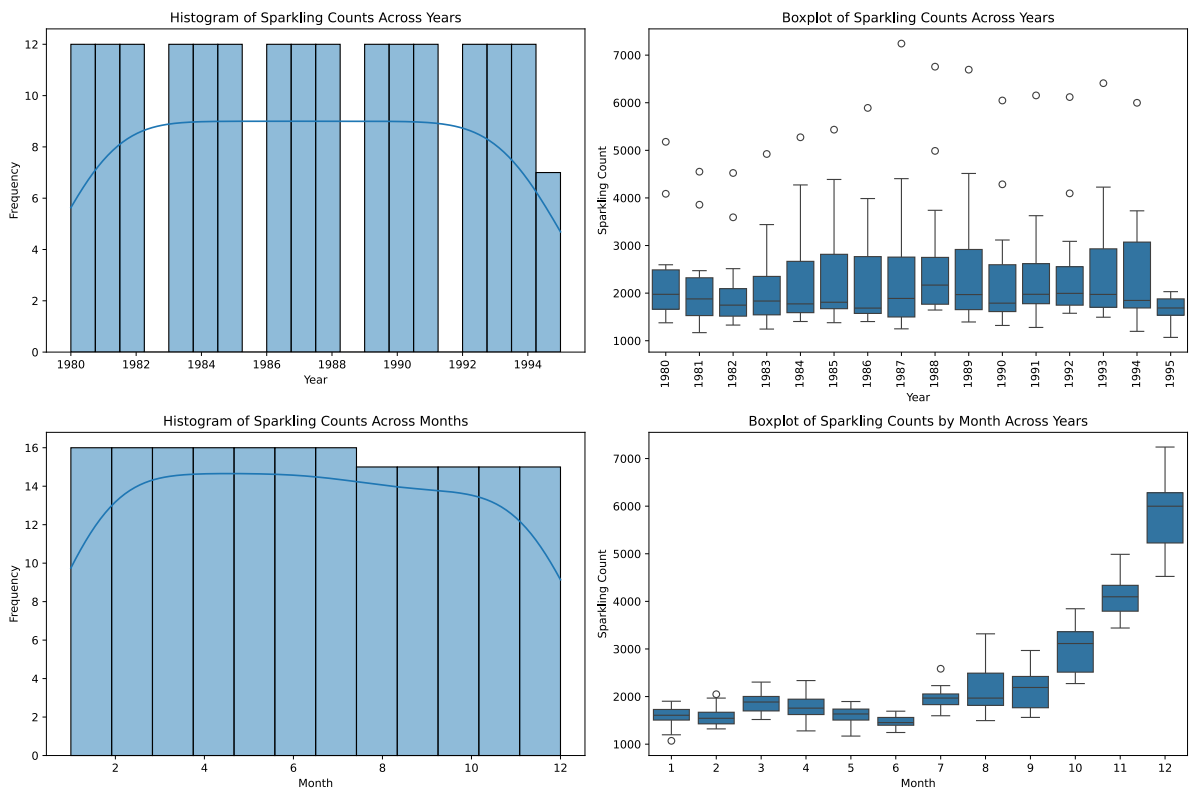 Histogram of Sparkling Counts Across Years
12
10
8
6
4
2
0
Frequency
1980 1982 1984 1986 1988 1990 1992 1994
Year
Boxplot of Sparkling Counts Across Years
7000
6000
5000
4000
3000
2000
1000
Sparkling Count
1980 1981 1982 1983 1984 1985 1986 1987 1988 1989 1990 1991 1992 1993 1994 1995
Year
Histogram of Sparkling Counts Across Months
16
14
12
10
8
6
4
2
0
Frequency
2 4 6 8 10 12
Month
Boxplot of Sparkling Counts by Month Across Years
7000
6000
5000
4000
3000
2000
1000
Sparkling Count
1 2 3 4 5 6 7 8 9 10 11 12
Month